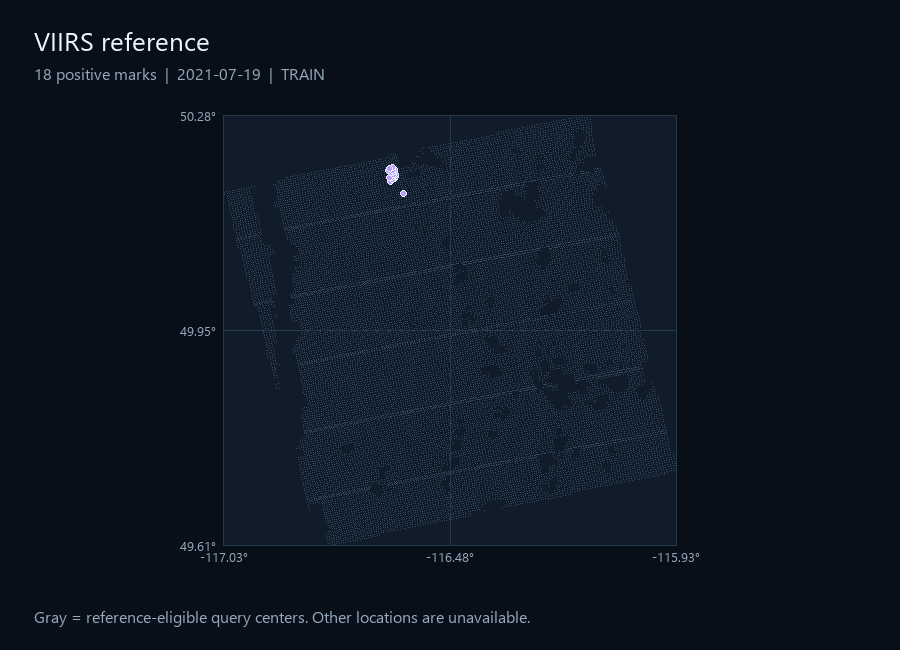 VIIRS reference
18 positive marks | 2021-07-19 | TRAIN
50.28°
49.95°
49.61°
-117.03°
-116.48°
-115.93°
Gray = reference-eligible query centers. Other locations are unavailable.